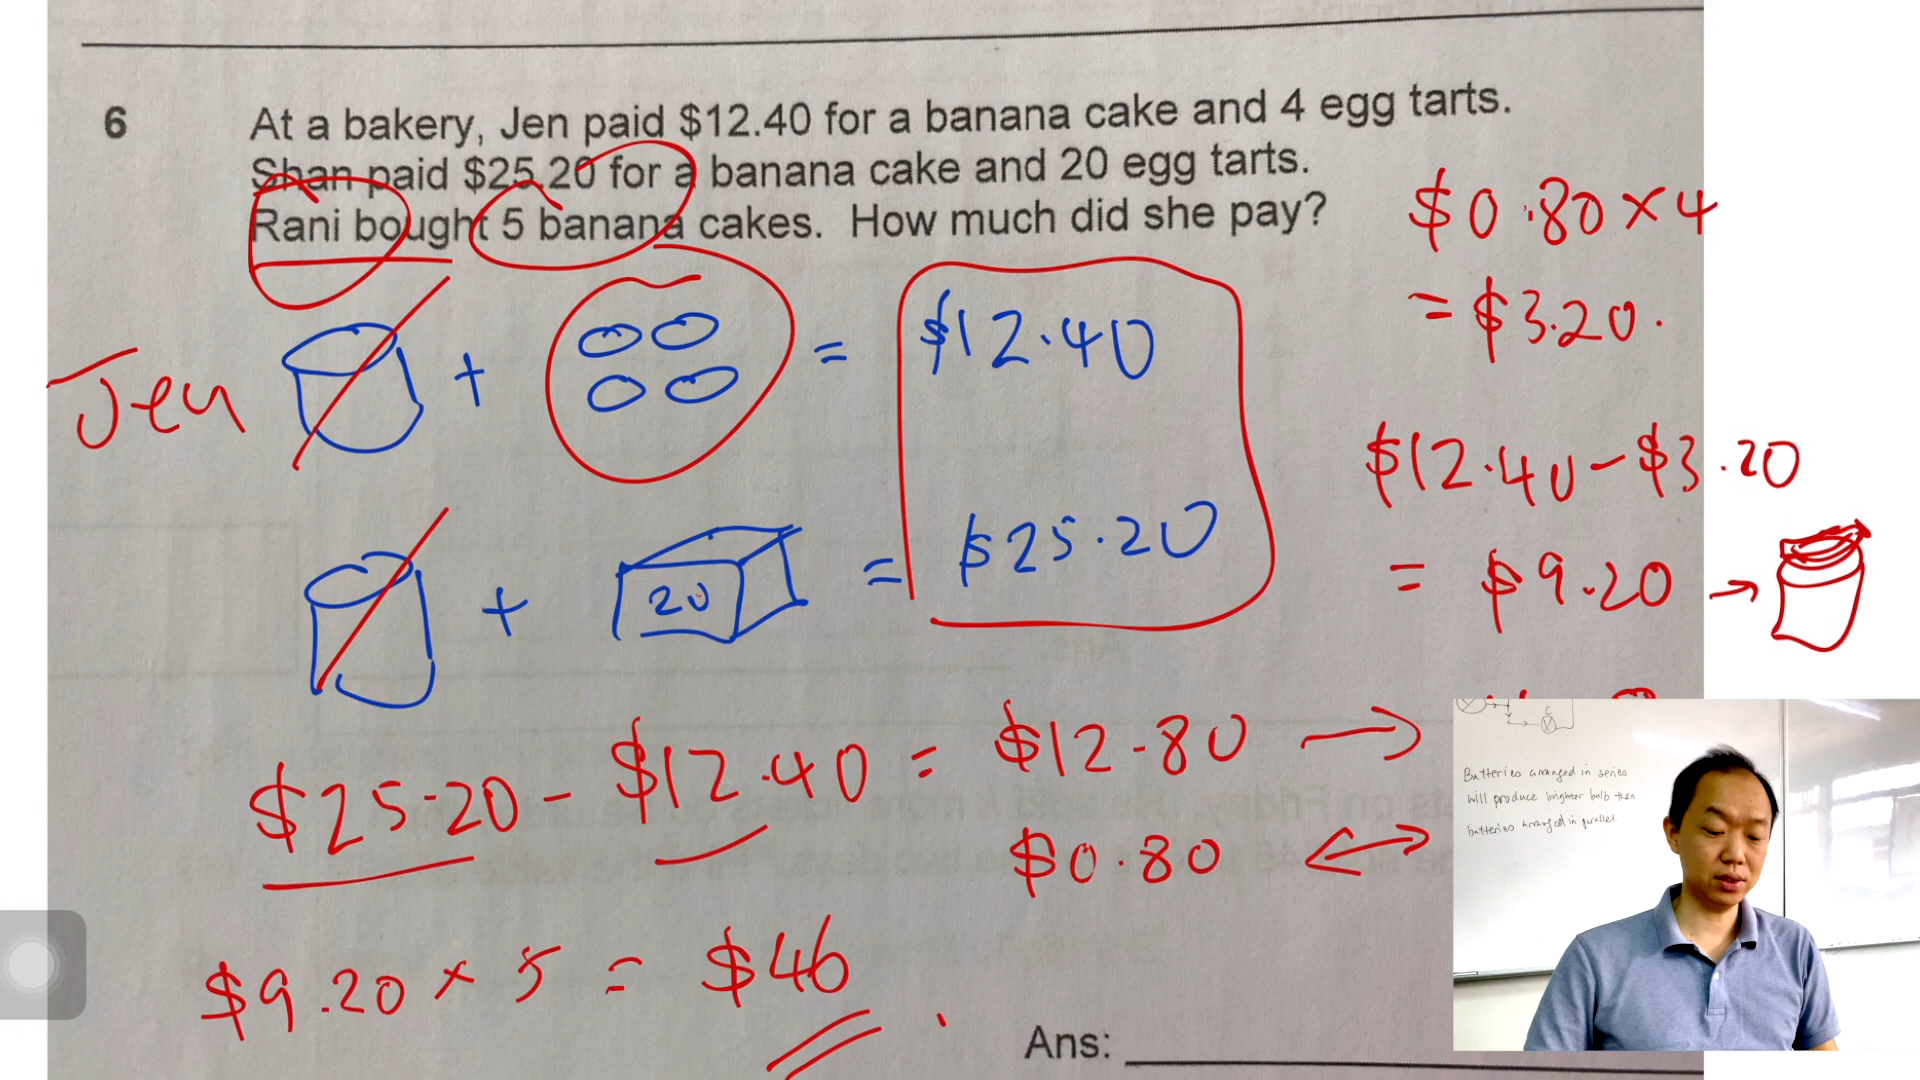 6 At a bakery, Jen paid $12.40 for a banana cake and 4 egg tarts.
Shan paid $25.20 for a banana cake and 20 egg tarts.
Rani bought 5 banana cakes. How much did she pay?
$0.80 × 4
= $3.20.
Jen + = $12.40
$12.40 - $3.20
= $9.20 →
+ 20 = $25.20
$25.20 - $12.40 = $12.80 →
$0.80 ↔
$9.20 × 5 = $46
Ans:
C
Batteries arranged in series
will produce brighter bulb than
batteries arranged in parallel.